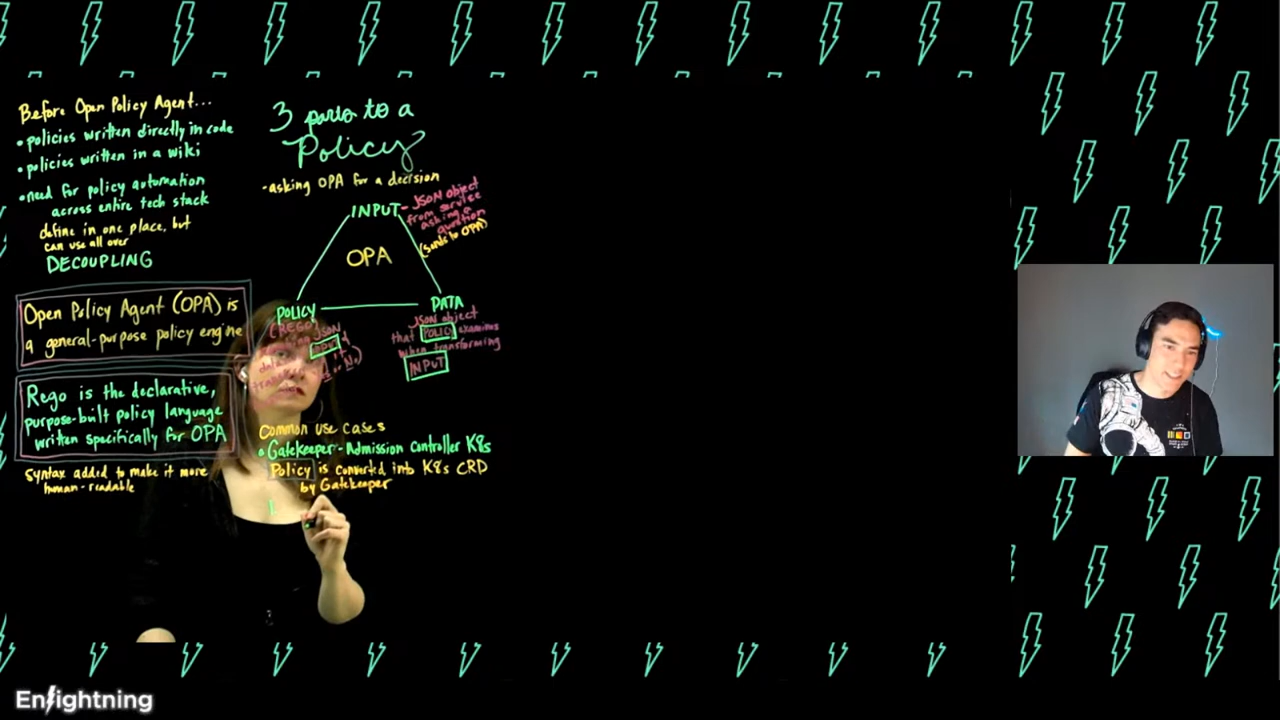 Before Open Policy Agent...
• policies written directly in code
• policies written in a wiki
• need for policy automation
across entire tech stack
define in one place, but
can use all over
DECOUPLING
Open Policy Agent (OPA) is
a general-purpose policy engine
Rego is the declarative,
purpose-built policy language
written specifically for OPA
Syntax added to make it more
human-readable
3 parts to a
Policy
- asking OPA for a decision
INPUT - JSON object
from service
asking a
question
(sends to OPA)
OPA
POLICY
(REGO) JSON
DATA
JSON object
that POLICY examines
when transforming
INPUT
Common use cases
• Gatekeeper - Admission Controller K8s
Policy is converted into K8s CRD
by Gatekeeper
Enlightning